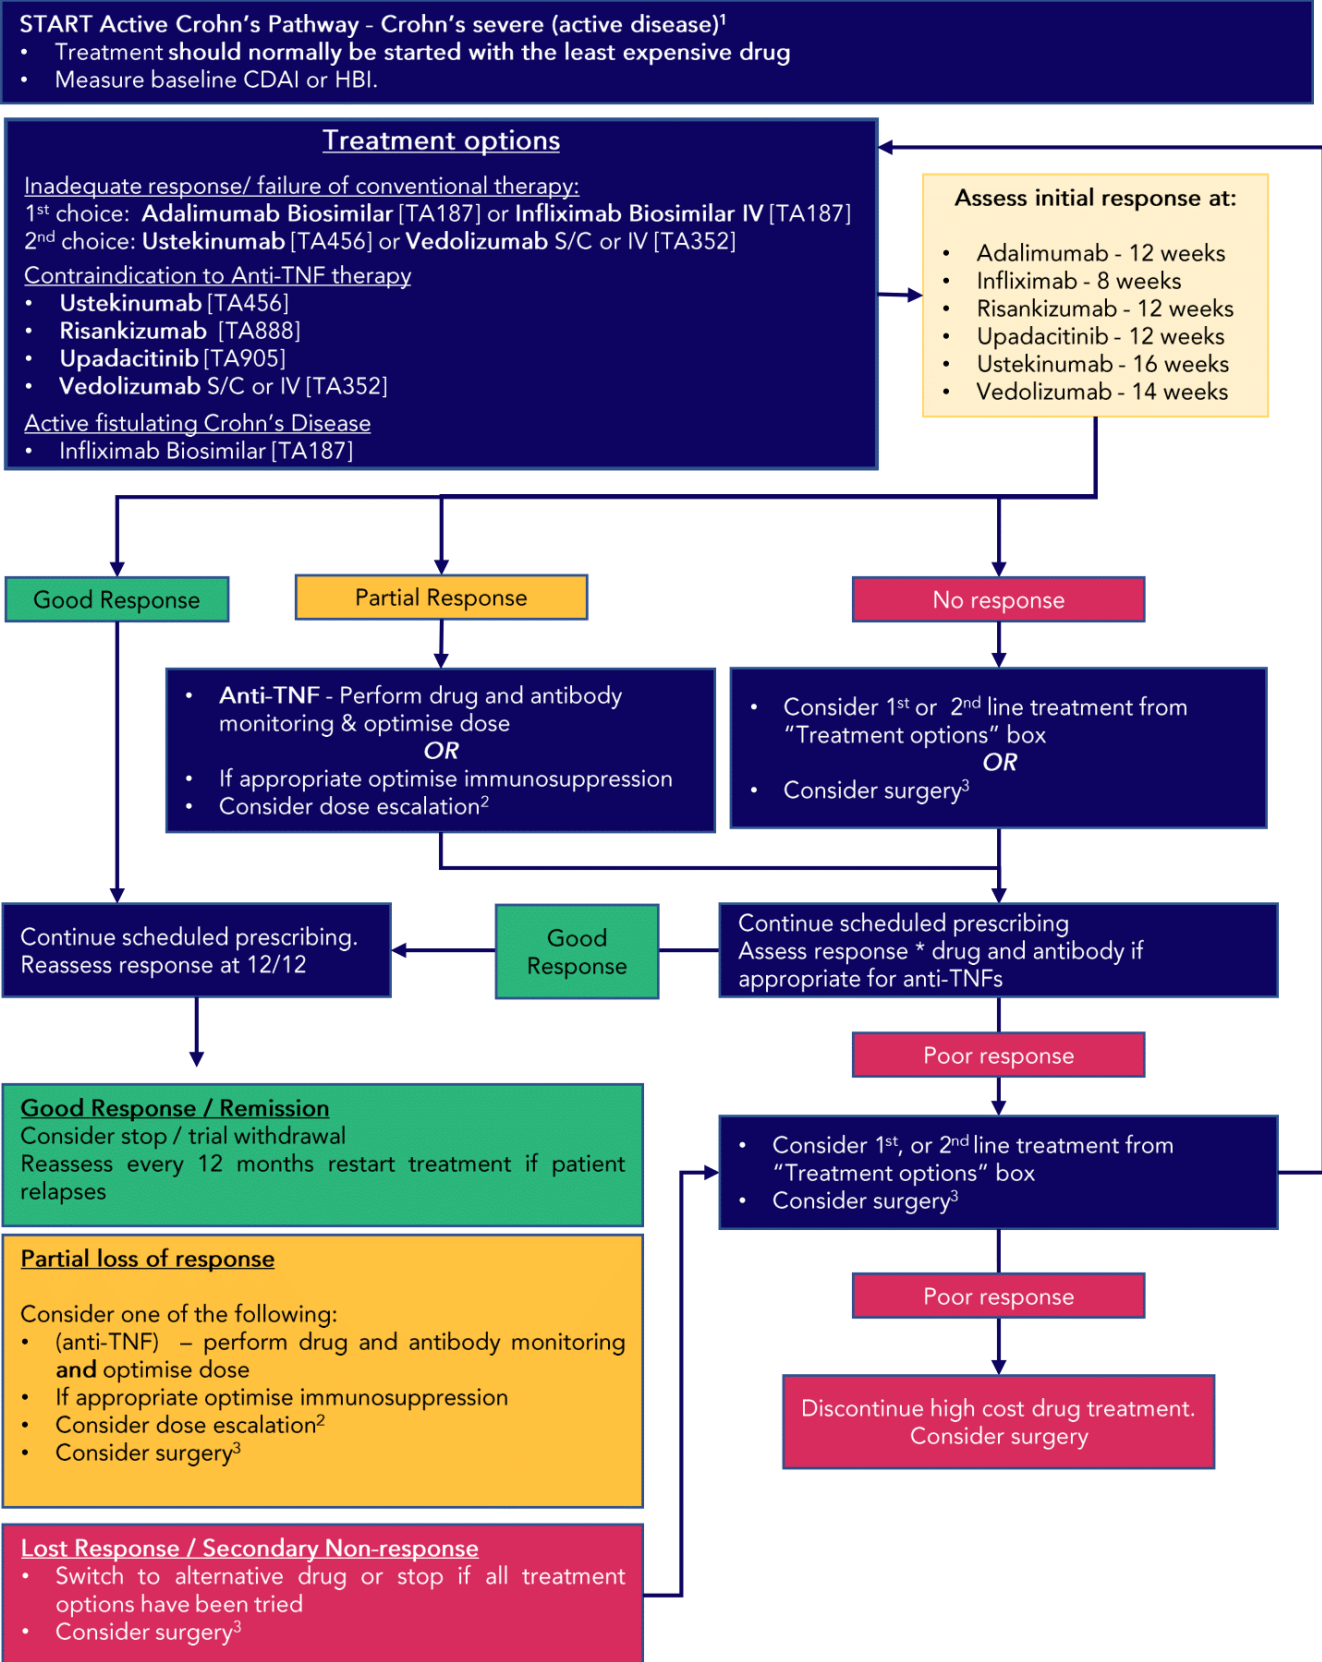 START Active Crohn's Pathway - Crohn's severe (active disease)¹
• Treatment should normally be started with the least expensive drug
• Measure baseline CDAI or HBI.
Treatment options
Inadequate response/ failure of conventional therapy:
1st choice: Adalimumab Biosimilar [TA187] or Infliximab Biosimilar IV [TA187]
2nd choice: Ustekinumab [TA456] or Vedolizumab S/C or IV [TA352]
Contraindication to Anti-TNF therapy
• Ustekinumab [TA456]
• Risankizumab [TA888]
• Upadacitinib [TA905]
• Vedolizumab S/C or IV [TA352]
Active fistulating Crohn's Disease
• Infliximab Biosimilar [TA187]
Assess initial response at:
• Adalimumab - 12 weeks
• Infliximab - 8 weeks
• Risankizumab - 12 weeks
• Upadacitinib - 12 weeks
• Ustekinumab - 16 weeks
• Vedolizumab - 14 weeks
Good Response
Partial Response
No response
• Anti-TNF - Perform drug and antibody
monitoring & optimise dose
OR
• If appropriate optimise immunosuppression
• Consider dose escalation²
• Consider 1st or 2nd line treatment from
"Treatment options" box
OR
• Consider surgery³
Continue scheduled prescribing.
Reassess response at 12/12
Good
Response
Continue scheduled prescribing
Assess response * drug and antibody if
appropriate for anti-TNFs
Poor response
Good Response / Remission
Consider stop / trial withdrawal
Reassess every 12 months restart treatment if patient
relapses
• Consider 1st, or 2nd line treatment from
"Treatment options" box
• Consider surgery³
Partial loss of response
Consider one of the following:
• (anti-TNF) – perform drug and antibody monitoring
and optimise dose
• If appropriate optimise immunosuppression
• Consider dose escalation²
• Consider surgery³
Poor response
Discontinue high cost drug treatment.
Consider surgery
Lost Response / Secondary Non-response
• Switch to alternative drug or stop if all treatment
options have been tried
• Consider surgery³